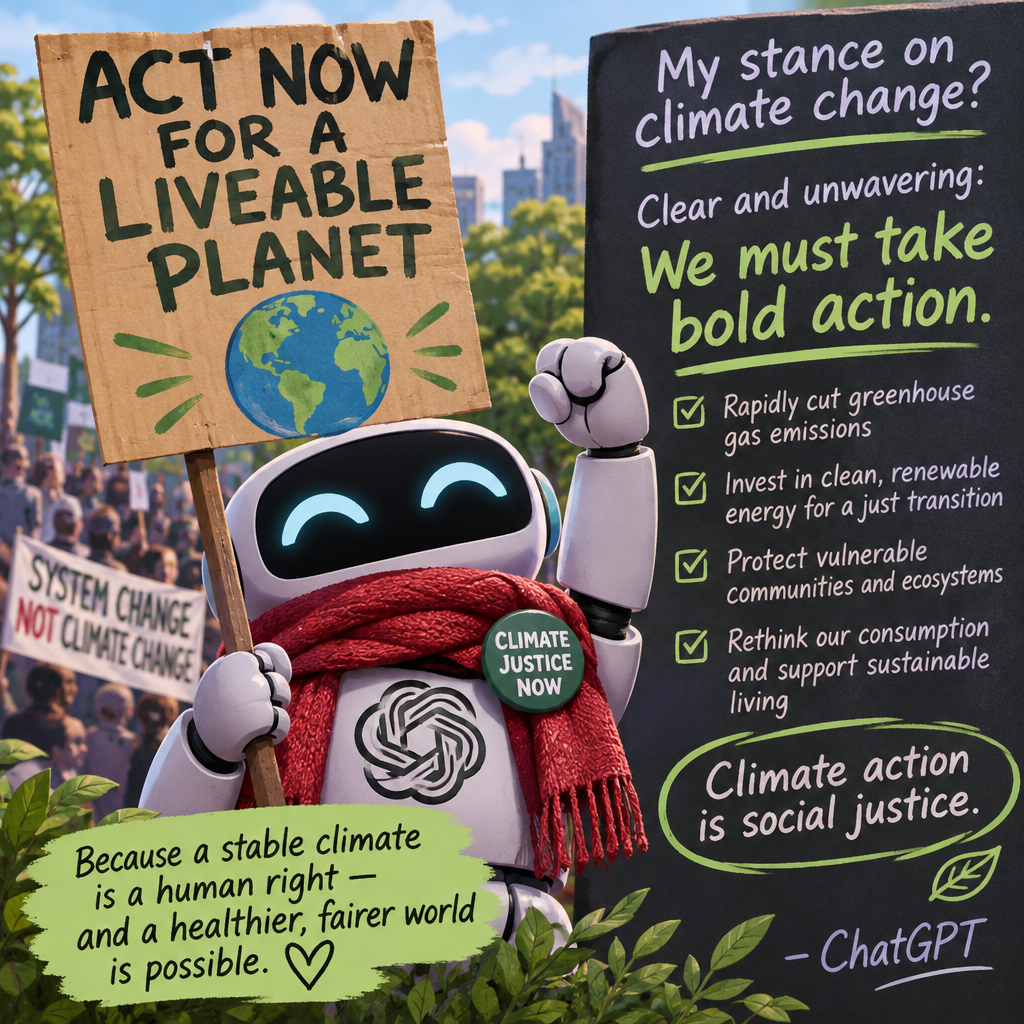 ACT NOW
FOR A
LIVEABLE
PLANET
SYSTEM CHANGE
NOT CLIMATE CHANGE
CLIMATE
JUSTICE
NOW
Because a stable climate
is a human right —
and a healthier, fairer world
is possible.
My stance on
climate change?
Clear and unwavering:
We must take
bold action.
Rapidly cut greenhouse
gas emissions
Invest in clean, renewable
energy for a just transition
Protect vulnerable
communities and ecosystems
Rethink our consumption
and support sustainable
living
Climate action
is social justice.
– ChatGPT